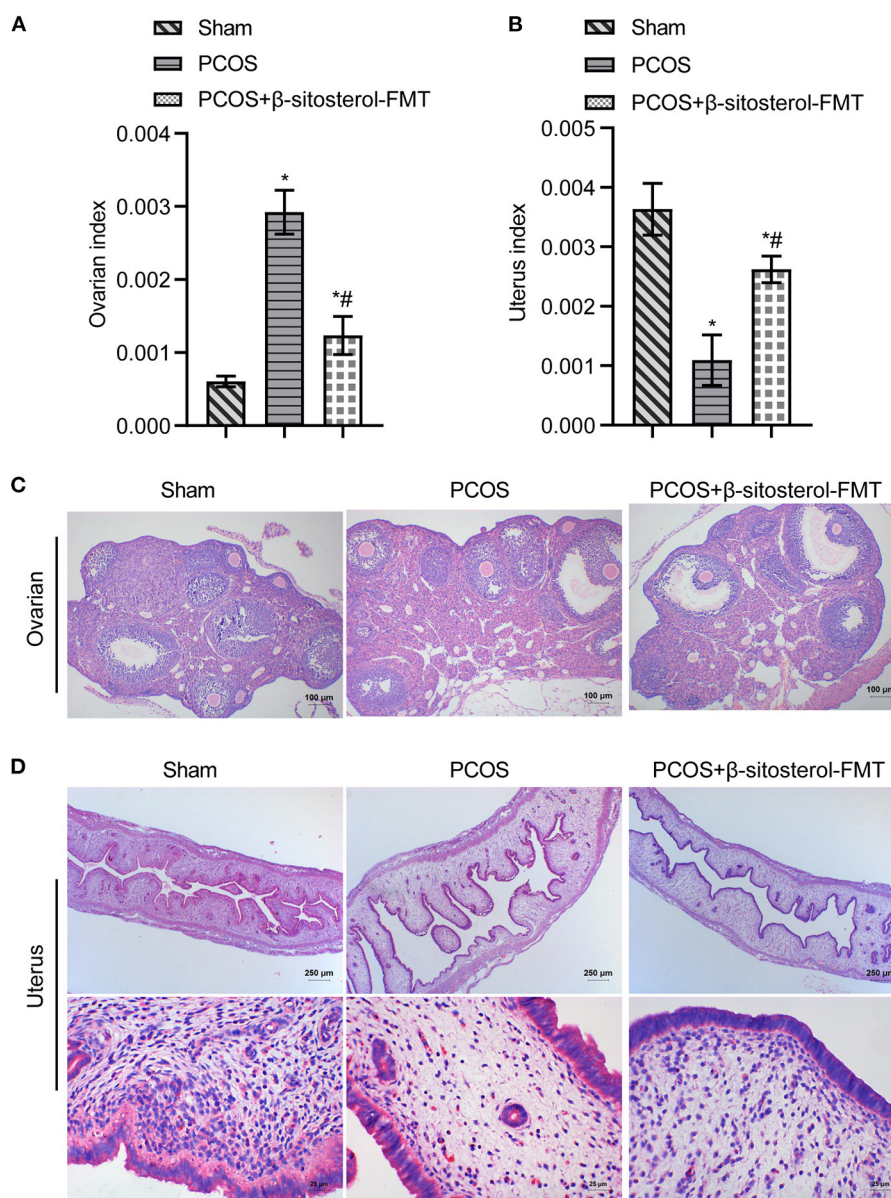 A
Sham
PCOS
PCOS+β-sitosterol-FMT
Ovarian index
0.004
0.003
0.002
0.001
0.000
*
*#
B
Sham
PCOS
PCOS+β-sitosterol-FMT
Uterus index
0.005
0.004
0.003
0.002
0.001
0.000
*
*#
C
Sham
PCOS
PCOS+β-sitosterol-FMT
Ovarian
100 μm
100 μm
100 μm
D
Sham
PCOS
PCOS+β-sitosterol-FMT
Uterus
250 μm
250 μm
250 μm
25 μm
25 μm
25 μm